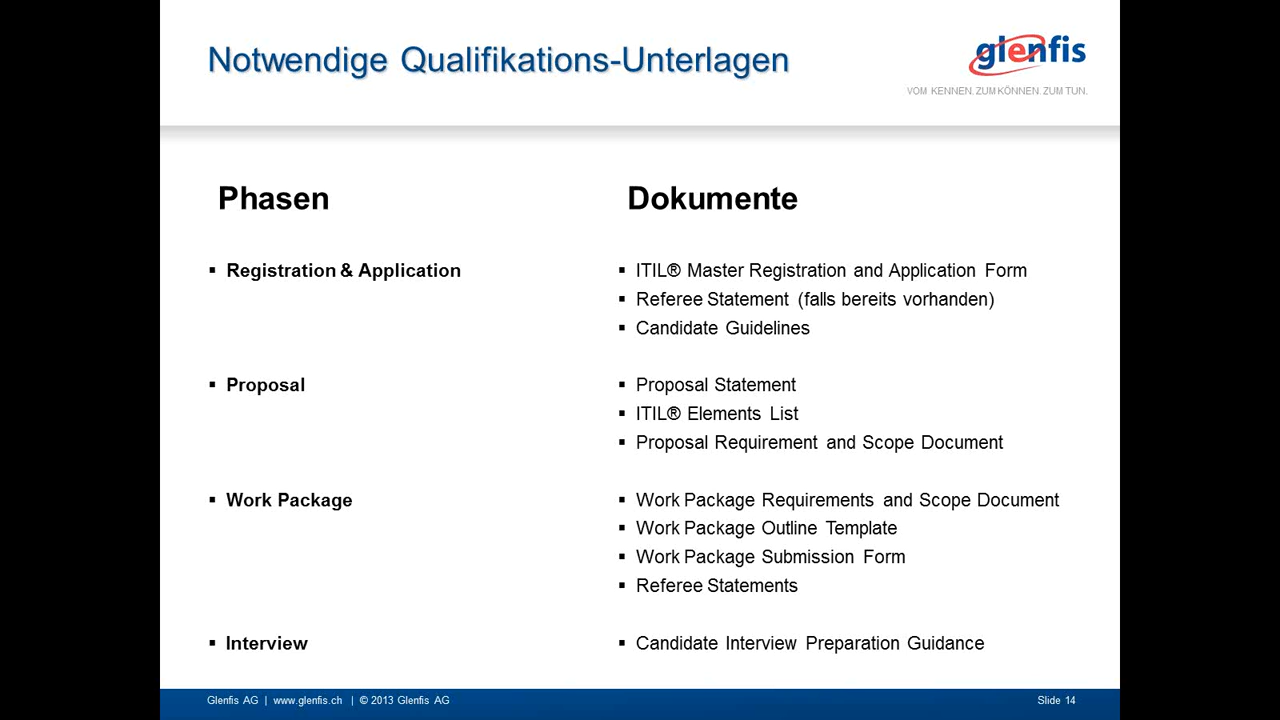 Notwendige Qualifikations-Unterlagen
glenfis
VOM KENNEN. ZUM KÖNNEN. ZUM TUN.
Phasen
Dokumente
▪ Registration & Application
▪ ITIL® Master Registration and Application Form
▪ Referee Statement (falls bereits vorhanden)
▪ Candidate Guidelines
▪ Proposal
▪ Proposal Statement
▪ ITIL® Elements List
▪ Proposal Requirement and Scope Document
▪ Work Package
▪ Work Package Requirements and Scope Document
▪ Work Package Outline Template
▪ Work Package Submission Form
▪ Referee Statements
▪ Interview
▪ Candidate Interview Preparation Guidance
Glenfis AG | www.glenfis.ch | © 2013 Glenfis AG
Slide 14